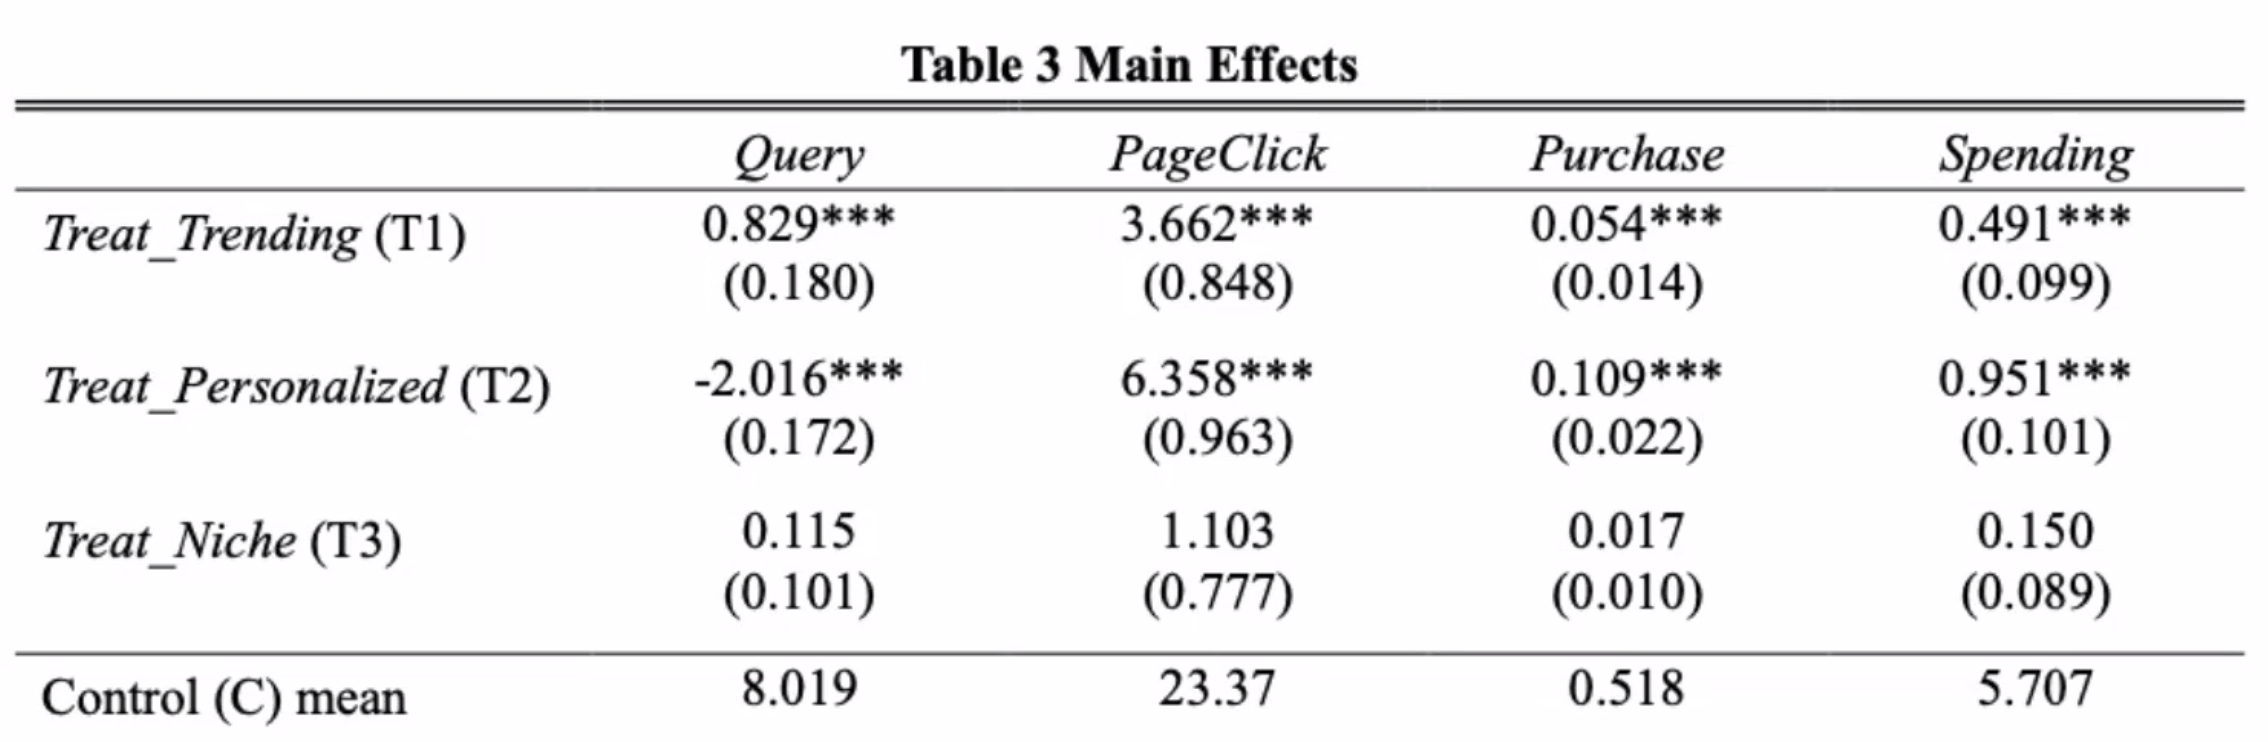 Table 3 Main Effects
Query PageClick Purchase Spending
Treat_Trending (T1) 0.829*** 3.662*** 0.054*** 0.491***
(0.180) (0.848) (0.014) (0.099)
Treat_Personalized (T2) -2.016*** 6.358*** 0.109*** 0.951***
(0.172) (0.963) (0.022) (0.101)
Treat_Niche (T3) 0.115 1.103 0.017 0.150
(0.101) (0.777) (0.010) (0.089)
Control (C) mean 8.019 23.37 0.518 5.707